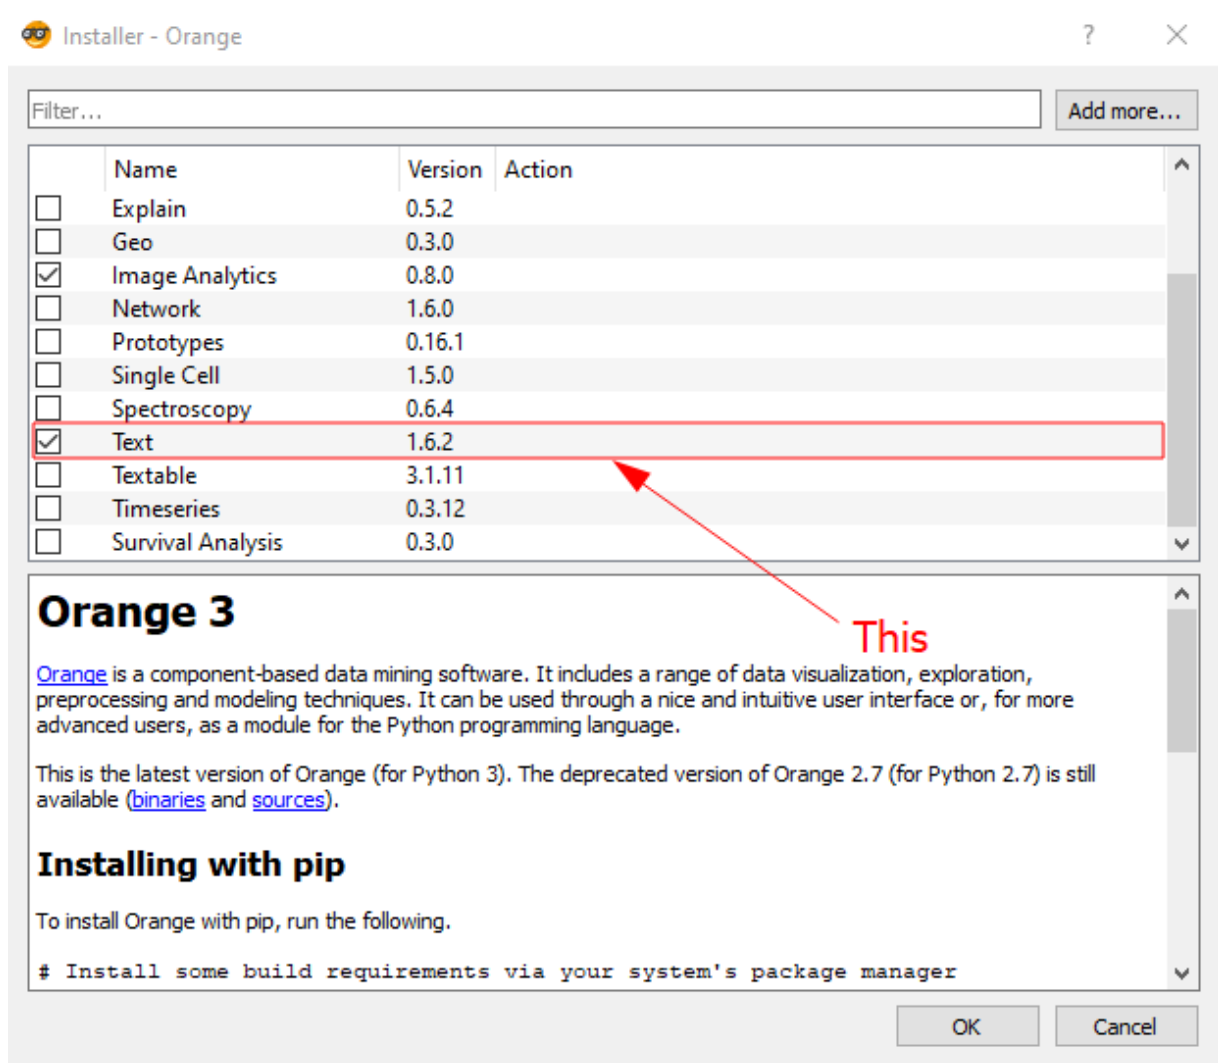 Installer - Orange
?
Filter...
Add more...
Name Version Action
Explain 0.5.2
Geo 0.3.0
Image Analytics 0.8.0
Network 1.6.0
Prototypes 0.16.1
Single Cell 1.5.0
Spectroscopy 0.6.4
Text 1.6.2
Textable 3.1.11
Timeseries 0.3.12
Survival Analysis 0.3.0
This
Orange 3
Orange is a component-based data mining software. It includes a range of data visualization, exploration,
preprocessing and modeling techniques. It can be used through a nice and intuitive user interface or, for more
advanced users, as a module for the Python programming language.
This is the latest version of Orange (for Python 3). The deprecated version of Orange 2.7 (for Python 2.7) is still
available (binaries and sources).
Installing with pip
To install Orange with pip, run the following.
# Install some build requirements via your system's package manager
OK
Cancel